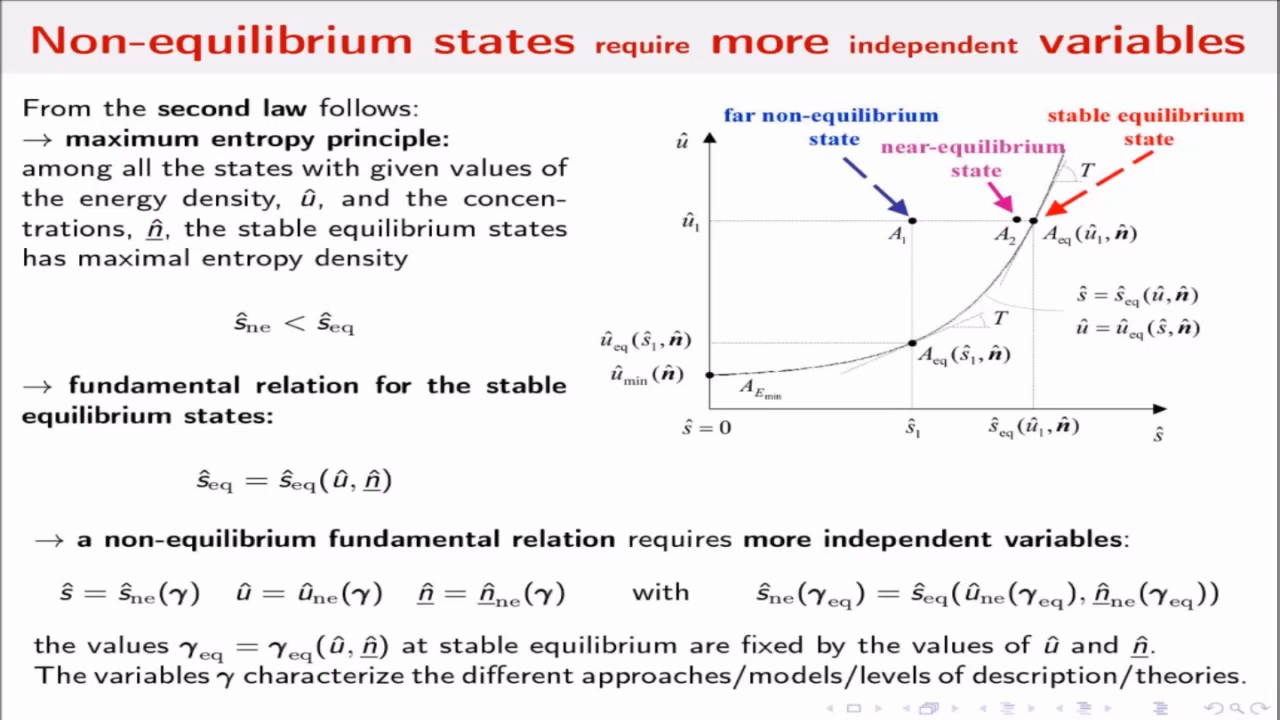 Non-equilibrium states require more independent variables
From the second law follows:
→ maximum entropy principle:
among all the states with given values of
the energy density, û, and the concen-
trations, n̲̂, the stable equilibrium states
has maximal entropy density
ŝne < ŝeq
→ fundamental relation for the stable
equilibrium states:
ŝeq = ŝeq(û, n̲̂)
far non-equilibrium
state
near-equilibrium
state
stable equilibrium
state
û
T
û1
A1
A2
Aeq(û1, n̂)
ŝ = ŝeq(û, n̂)
û = ûeq(ŝ, n̂)
T
ûeq(ŝ1, n̂)
Aeq(ŝ1, n̂)
ûmin(n̂)
AEmin
ŝ = 0
ŝ1
ŝeq(û1, n̂)
ŝ
→ a non-equilibrium fundamental relation requires more independent variables:
ŝ = ŝne(γ) û = ûne(γ) n̲̂ = n̲̂ne(γ) with ŝne(γeq) = ŝeq(ûne(γeq), n̲̂ne(γeq))
the values γeq = γeq(û, n̲̂) at stable equilibrium are fixed by the values of û and n̲̂.
The variables γ characterize the different approaches/models/levels of description/theories.